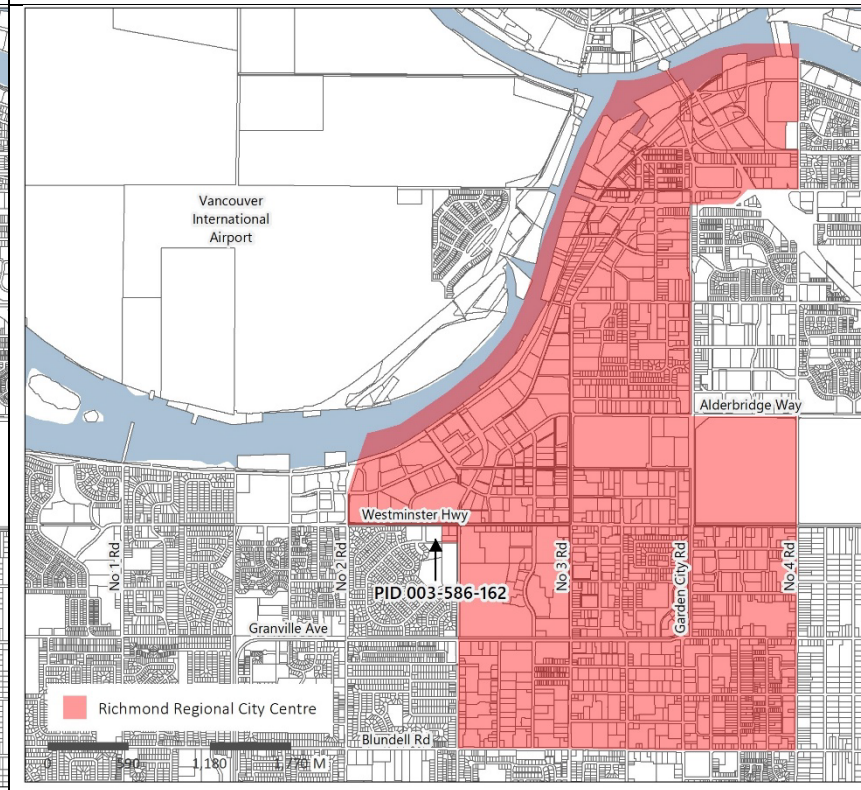 Vancouver
International
Airport
Alderbridge Way
Westminster Hwy
No 1 Rd
No 2 Rd
No 3 Rd
Garden City Rd
No 4 Rd
PID 003-586-162
Granville Ave
Richmond Regional City Centre
Blundell Rd
0 590 1,180 1,770 M